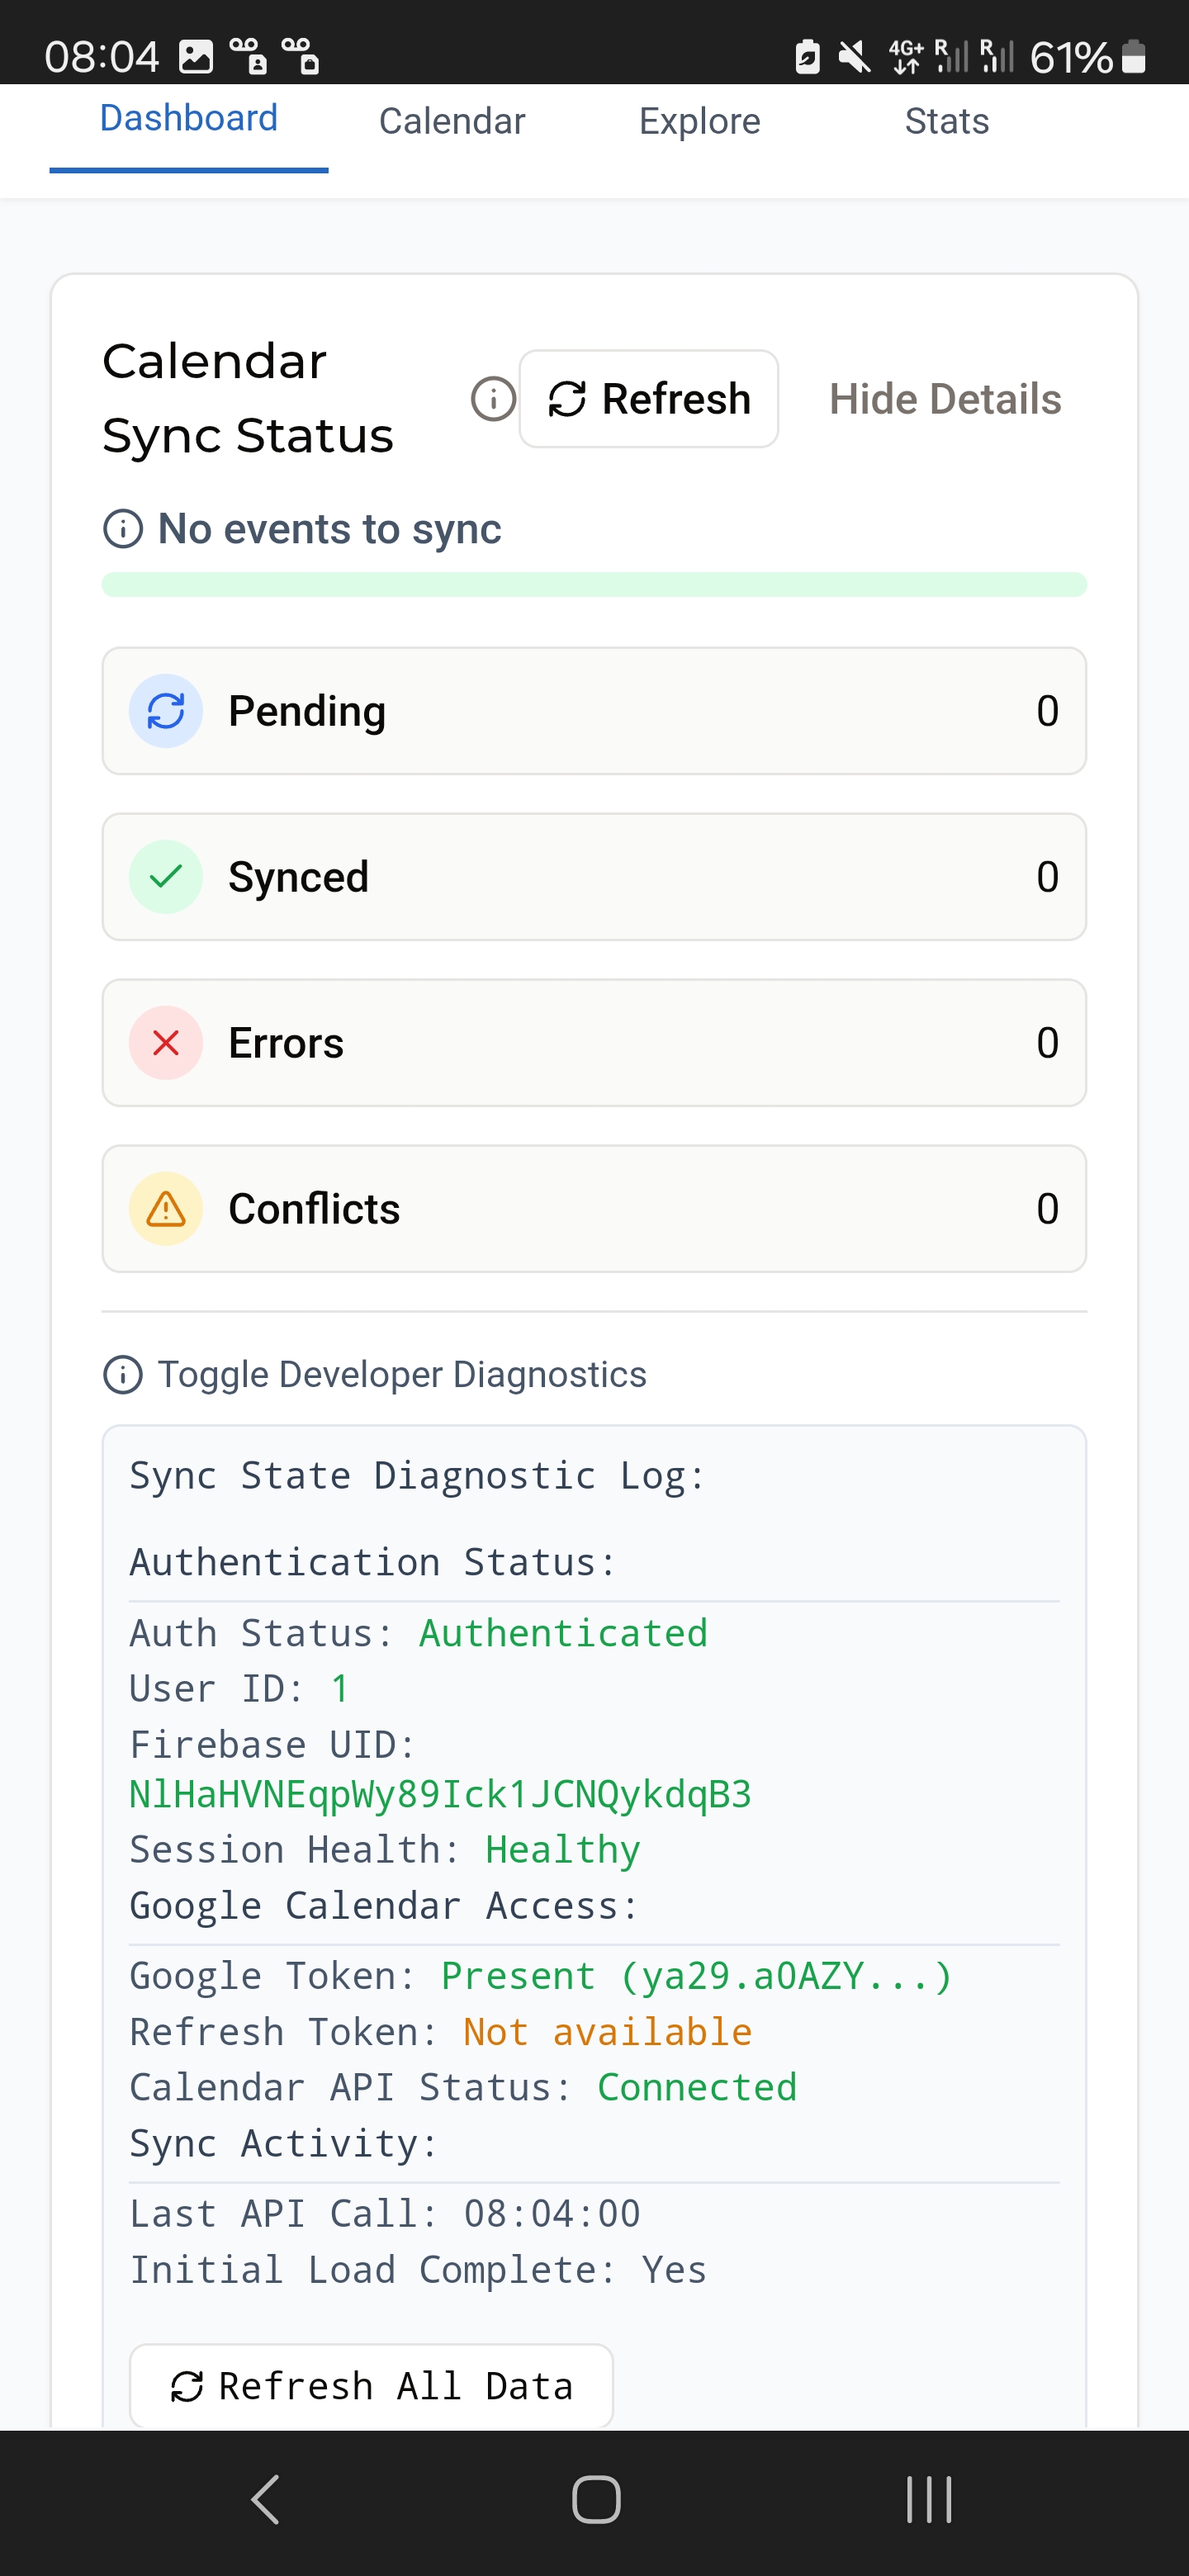 08:04
4G+ R R 61%
Dashboard Calendar Explore Stats
Calendar
Sync Status
Refresh Hide Details
No events to sync
Pending 0
Synced 0
Errors 0
Conflicts 0
Toggle Developer Diagnostics
Sync State Diagnostic Log:
Authentication Status:
Auth Status: Authenticated
User ID: 1
Firebase UID:
NlHaHVNEqpWy89Ick1JCNQykdqB3
Session Health: Healthy
Google Calendar Access:
Google Token: Present (ya29.a0AZY...)
Refresh Token: Not available
Calendar API Status: Connected
Sync Activity:
Last API Call: 08:04:00
Initial Load Complete: Yes
Refresh All Data